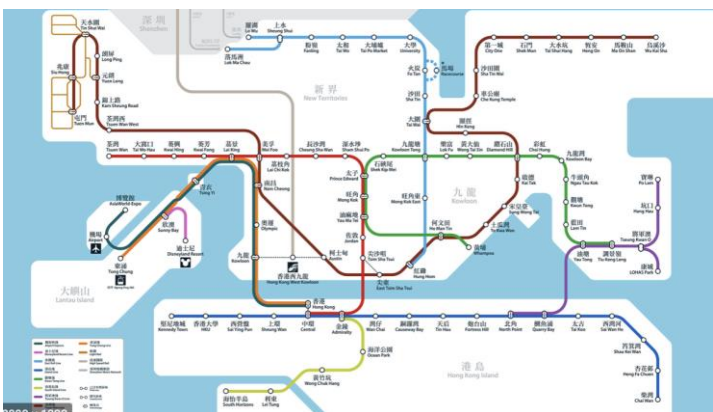 深圳
Shenzhen
羅湖
Lo Wu
上水
Sheung Shui
落馬洲
Lok Ma Chau
粉嶺
Fanling
太和
Tai Wo
大埔墟
Tai Po Market
大學
University
火炭
Fo Tan
馬場
Racecourse
沙田
Sha Tin
大圍
Tai Wai
第一城
City One
石門
Shek Mun
大水坑
Tai Shui Hang
恆安
Heng On
馬鞍山
Ma On Shan
烏溪沙
Wu Kai Sha
沙田圍
Sha Tin Wai
車公廟
Che Kung Temple
新界
New Territories
天水圍
Tin Shui Wai
朗屏
Long Ping
兆康
Siu Hong
元朗
Yuen Long
錦上路
Kam Sheung Road
屯門
Tuen Mun
荃灣西
Tsuen Wan West
荃灣
Tsuen Wan
大窩口
Tai Wo Hau
葵興
Kwai Hing
葵芳
Kwai Fong
荔景
Lai King
美孚
Mei Foo
荔枝角
Lai Chi Kok
長沙灣
Cheung Sha Wan
深水埗
Sham Shui Po
太子
Prince Edward
石硤尾
Shek Kip Mei
九龍塘
Kowloon Tong
樂富
Lok Fu
黃大仙
Wong Tai Sin
顯徑
Hin Keng
鑽石山
Diamond Hill
彩虹
Choi Hung
九龍灣
Kowloon Bay
牛頭角
Ngau Tau Kok
觀塘
Kwun Tong
藍田
Lam Tin
油塘
Yau Tong
調景嶺
Tiu Keng Leng
將軍澳
Tseung Kwan O
寶琳
Po Lam
坑口
Hang Hau
康城
LOHAS Park
啟德
Kai Tak
宋皇臺
Sung Wong Toi
土瓜灣
To Kwa Wan
九龍
Kowloon
何文田
Ho Man Tin
黃埔
Whampoa
旺角東
Mong Kok East
旺角
Mong Kok
油麻地
Yau Ma Tei
佐敦
Jordan
尖沙咀
Tsim Sha Tsui
尖東
East Tsim Sha Tsui
紅磡
Hung Hom
柯士甸
Austin
香港西九龍
Hong Kong West Kowloon
九龍
Kowloon
奧運
Olympic
南昌
Nam Cheong
青衣
Tsing Yi
博覽館
AsiaWorld-Expo
機場
Airport
欣澳
Sunny Bay
迪士尼
Disneyland Resort
東涌
Tung Chung
大嶼山
Lantau Island
香港
Hong Kong
堅尼地城
Kennedy Town
香港大學
HKU
西營盤
Sai Ying Pun
上環
Sheung Wan
中環
Central
金鐘
Admiralty
灣仔
Wan Chai
銅鑼灣
Causeway Bay
天后
Tin Hau
炮台山
Fortress Hill
北角
North Point
鰂魚涌
Quarry Bay
太古
Tai Koo
西灣河
Sai Wan Ho
筲箕灣
Shau Kei Wan
杏花邨
Heng Fa Chuen
柴灣
Chai Wan
海洋公園
Ocean Park
黃竹坑
Wong Chuk Hang
利東
Lei Tung
海怡半島
South Horizons
港島
Hong Kong Island